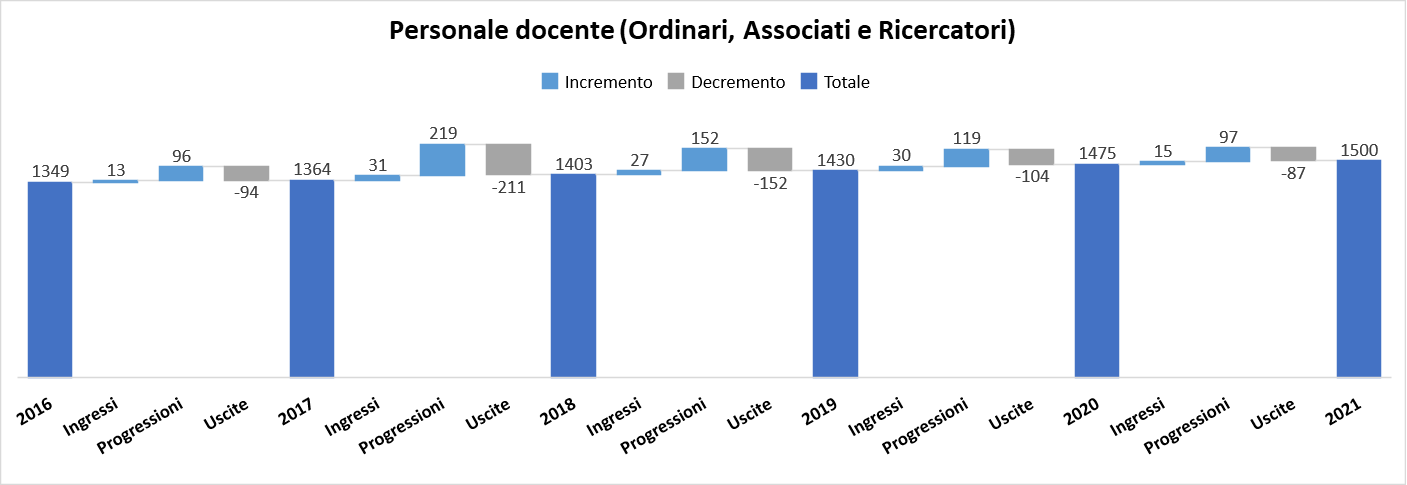 Personale docente (Ordinari, Associati e Ricercatori)
Incremento Decremento Totale
1349 13 96 -94 1364 31 219 -211 1403 27 152 -152 1430 30 119 -104 1475 15 97 -87 1500
2016 Ingressi Progressioni Uscite 2017 Ingressi Progressioni Uscite 2018 Ingressi Progressioni Uscite 2019 Ingressi Progressioni Uscite 2020 Ingressi Progressioni Uscite 2021